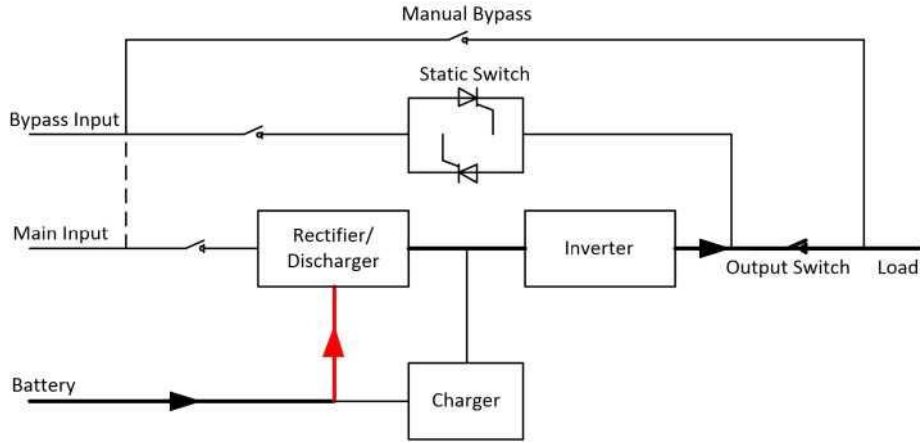 Manual Bypass
Static Switch
Bypass Input
Main Input
Rectifier/
Discharger
Inverter
Output Switch
Load
Battery
Charger